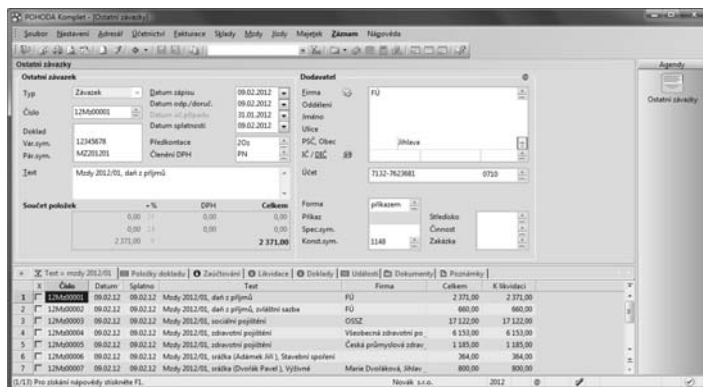 POHODA Komplet - [Ostatní závazky]
Soubor Nastavení Adresář Účetnictví Fakturace Sklady Mzdy Jízdy Majetek Záznam Nápověda
Ostatní závazky
Agendy
Ostatní závazek
Dodavatel
Typ Závazek Datum zápisu 09.02.2012 Firma FÚ
Datum odp./doruč. 09.02.2012 Oddělení
Ostatní závazky
Číslo 12Mz00001 Datum úč.případu 31.01.2012 Jméno
Datum splatnosti 09.02.2012 Ulice
Doklad
Var.sym. 12345678 Předkontace 2Os PSČ, Obec Jihlava
Pár.sym. MZ201201 Členění DPH PN IČ / DIČ
Text Mzdy 2012/01, daň z příjmů Účet 7132-7623681 0710
Součet položek +% DPH Celkem Forma příkazem
0,00 0,00 0,00 Příkaz Středisko
0,00 0,00 0,00 Spec.sym. Činnost
2 371,00 2 371,00 Konst.sym. 1148 Zakázka
Text = mzdy 2012/01 Položky dokladu Zaúčtování Likvidace Doklady Události Dokumenty Poznámky
X Číslo Datum Splatno Text Firma Celkem K likvidaci
1 12Mz00001 09.02.12 09.02.12 Mzdy 2012/01, daň z příjmů FÚ 2 371,00 2 371,00
2 12Mz00002 09.02.12 09.02.12 Mzdy 2012/01, daň z příjmů, zvláštní sazba FÚ 660,00 660,00
3 12Mz00003 09.02.12 09.02.12 Mzdy 2012/01, sociální pojištění OSSZ 17 122,00 17 122,00
4 12Mz00004 09.02.12 09.02.12 Mzdy 2012/01, zdravotní pojištění Všeobecná zdravotní po 6 153,00 6 153,00
5 12Mz00005 09.02.12 09.02.12 Mzdy 2012/01, zdravotní pojištění Česká průmyslová zdrav 1 185,00 1 185,00
6 12Mz00006 09.02.12 09.02.12 Mzdy 2012/01, srážka (Adámek Jiří ), Stavební spoření 364,00 364,00
7 12Mz00007 09.02.12 09.02.12 Mzdy 2012/01, srážka (Dvořák Pavel ), Výživné Marie Dvořáková, Jihlav 800,00 800,00
(1/13) Pro získání nápovědy stiskněte F1. Novák s.r.o. 2012